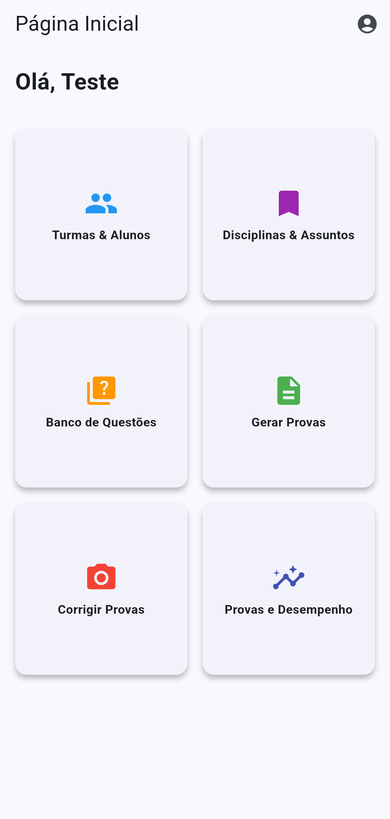 Página Inicial
Olá, Teste
Turmas & Alunos
Disciplinas & Assuntos
Banco de Questões
Gerar Provas
Corrigir Provas
Provas e Desempenho